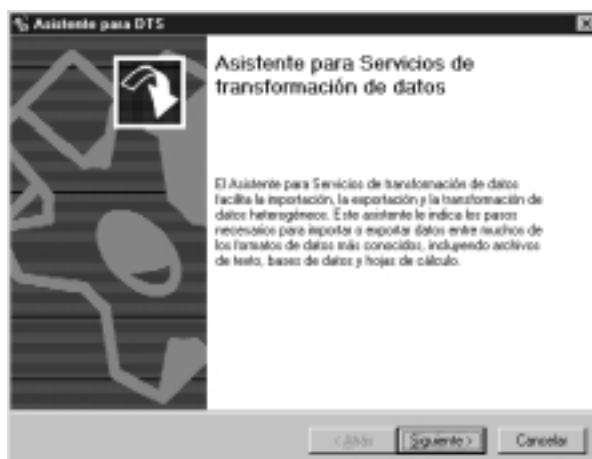 Asistente para DTS
Asistente para Servicios de
transformación de datos
El Asistente para Servicios de transformación de datos
facilita la importación, la exportación y la transformación de
datos heterogéneos. Este asistente le indica los pasos
necesarios para importar o exportar datos entre muchos de
los formatos de datos más conocidos, incluyendo archivos
de texto, bases de datos y hojas de cálculo.
< Atrás Siguiente > Cancelar